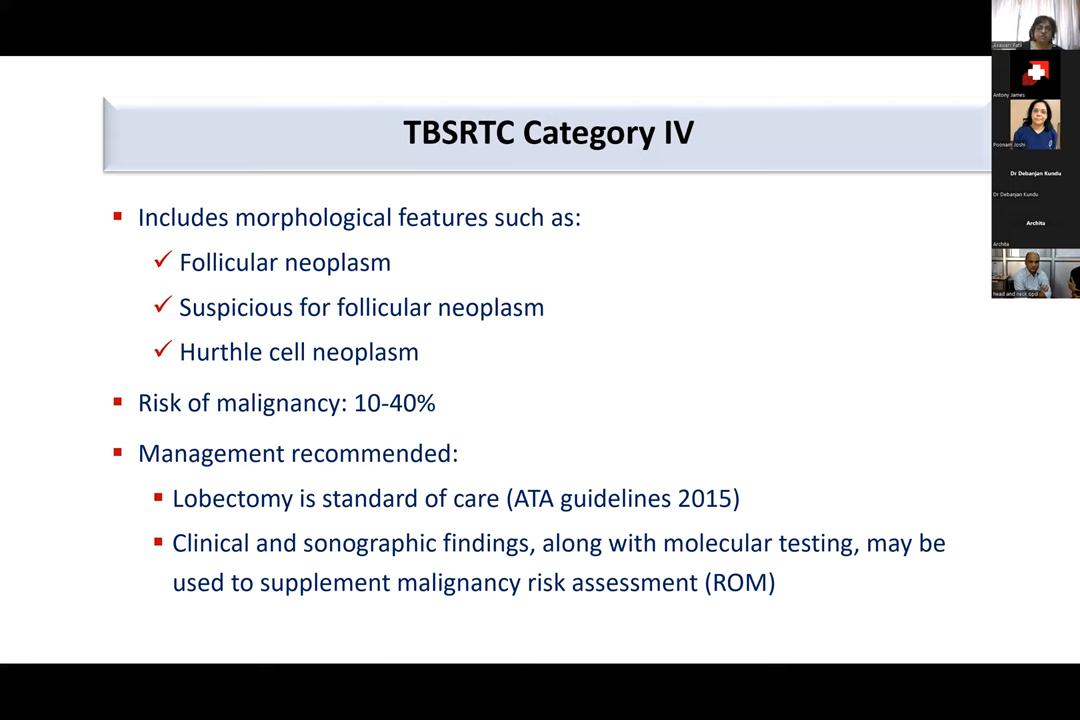 TBSRTC Category IV
Includes morphological features such as:
Follicular neoplasm
Suspicious for follicular neoplasm
Hurthle cell neoplasm
Risk of malignancy: 10-40%
Management recommended:
Lobectomy is standard of care (ATA guidelines 2015)
Clinical and sonographic findings, along with molecular testing, may be
used to supplement malignancy risk assessment (ROM)
Patil
Antony James
Poonam Joshi
Dr Debanjan Kundu
Dr Debanjan Kundu
Archita
Archita
head and neck opd